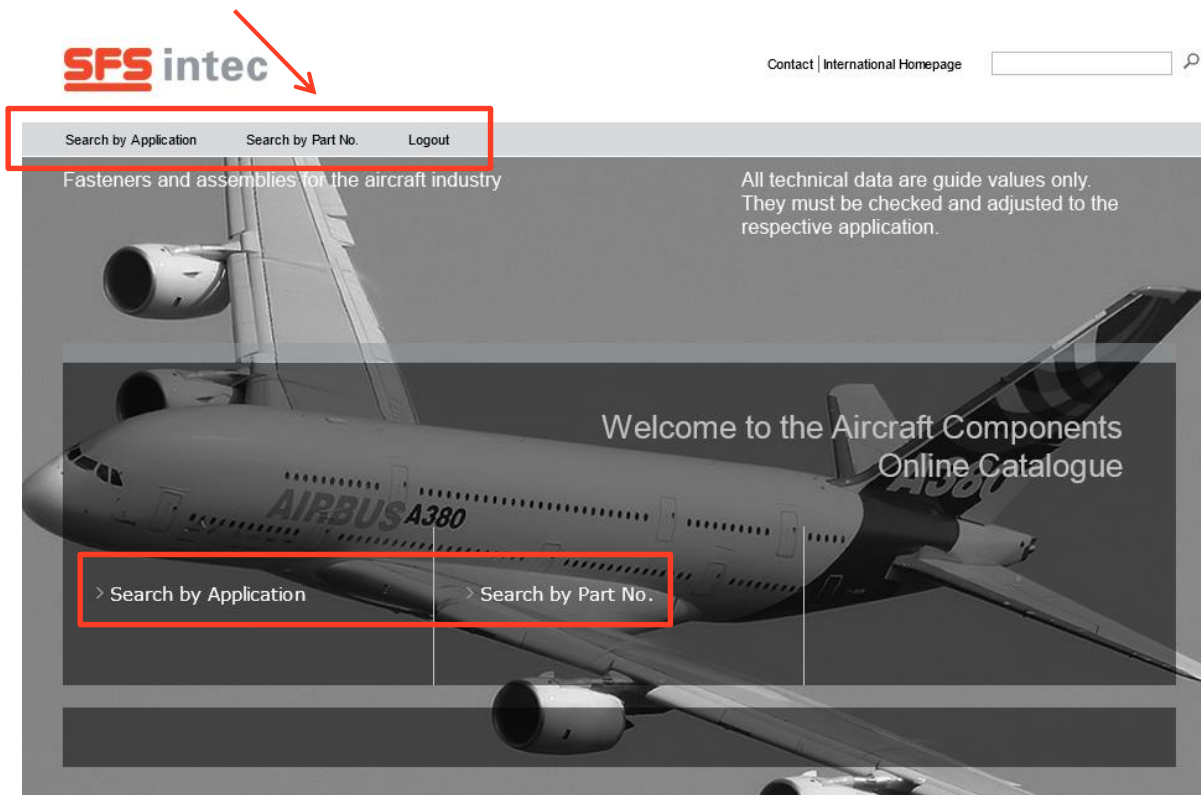 SFS intec
Contact | International Homepage
Search by Application Search by Part No. Logout
Fasteners and assemblies for the aircraft industry
All technical data are guide values only.
They must be checked and adjusted to the
respective application.
Welcome to the Aircraft Components
Online Catalogue
A380
AIRBUS A380
> Search by Application > Search by Part No.